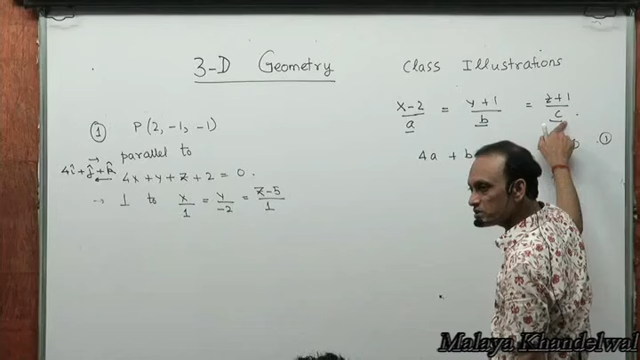 3-D Geometry
Class Illustrations
① P(2, -1, -1)
parallel to
4î+ĵ+k̂
4x+y+z+2=0.
→ ⊥ to x/1 = y/-2 = z-5/1
x-2/a = y+1/b = z+1/c .
4a + b
①
Malaya Khandelwal